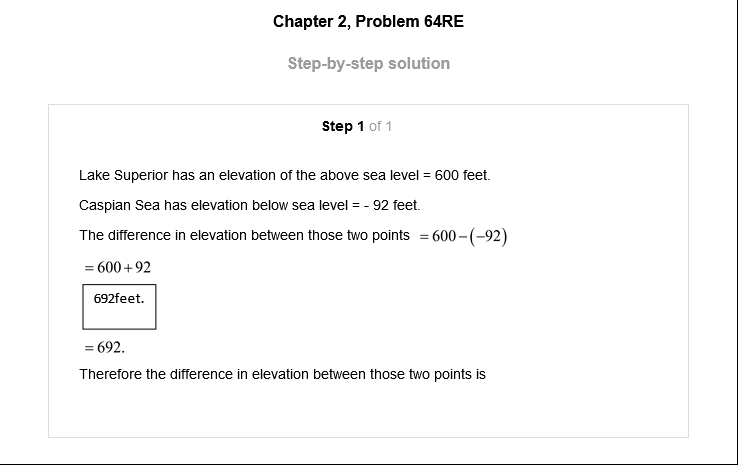 Chapter 2, Problem 64RE
Step-by-step solution
Step 1 of 1
Lake Superior has an elevation of the above sea level = 600 feet.
Caspian Sea has elevation below sea level = - 92 feet.
The difference in elevation between those two points = 600 − (−92)
= 600 + 92
692feet.
= 692.
Therefore the difference in elevation between those two points is